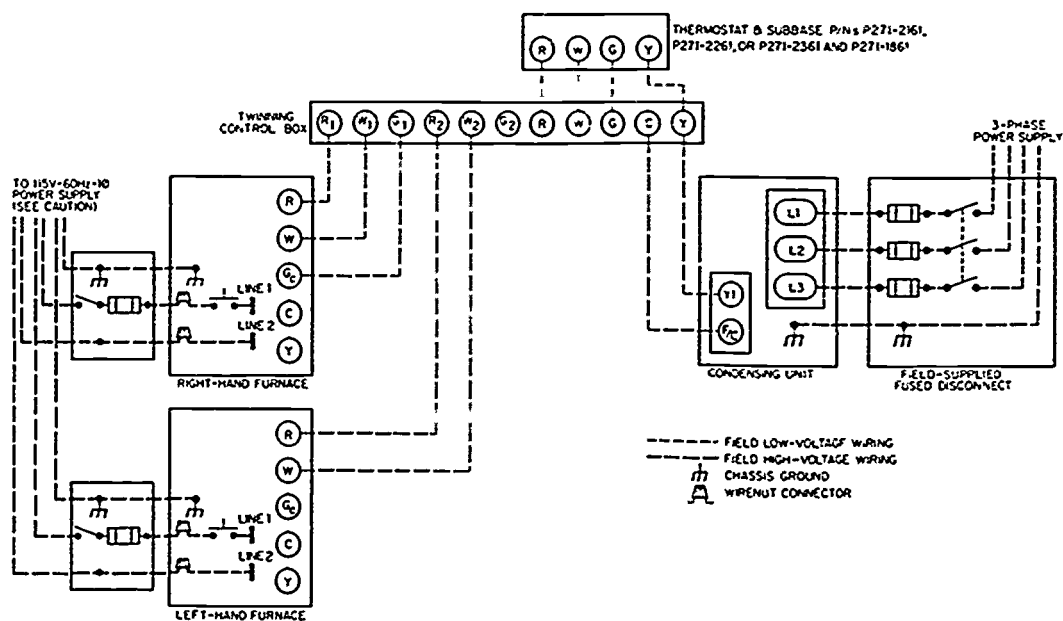 THERMOSTAT & SUBBASE P/Ns P271-2161,
P271-2261, OR P271-2361 AND P271-1861
R W G Y
TWINNING
CONTROL BOX
R1 W1 G1 R2 W2 G2 R W G C Y
3-PHASE
POWER SUPPLY
TO 115V-60Hz-1Ø
POWER SUPPLY
(SEE CAUTION)
R
W
GC
C
Y
LINE 1
LINE 2
RIGHT-HAND FURNACE
L1
L2
L3
Y1
F/C
CONDENSING UNIT
FIELD-SUPPLIED
FUSED DISCONNECT
R
W
GC
C
Y
LINE 1
LINE 2
LEFT-HAND FURNACE
FIELD LOW-VOLTAGE WIRING
FIELD HIGH-VOLTAGE WIRING
CHASSIS GROUND
WIRENUT CONNECTOR